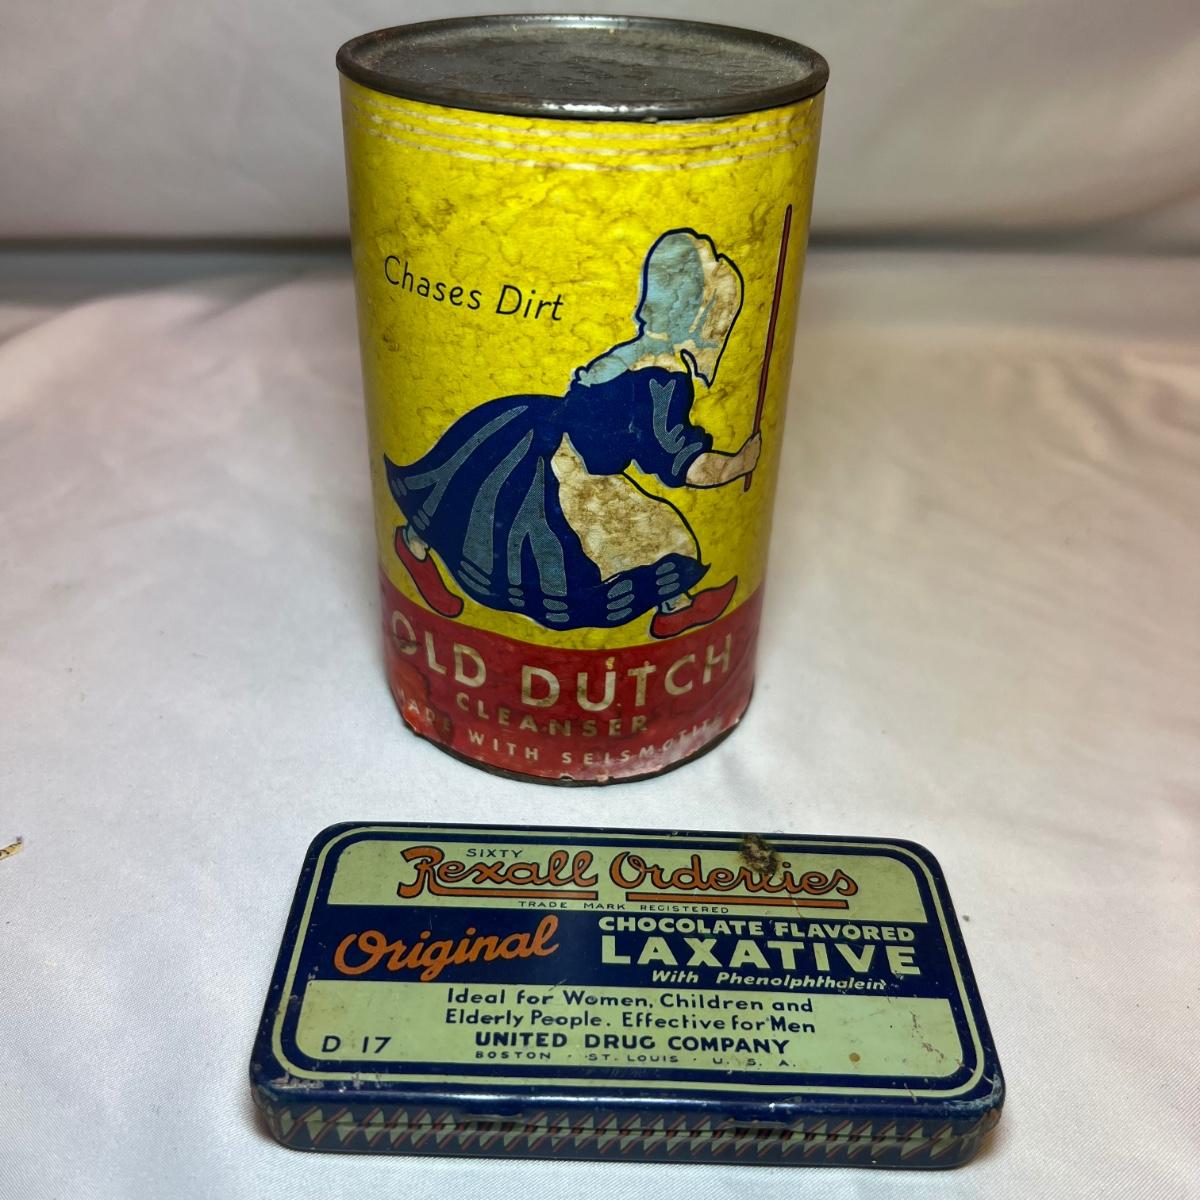 Chases Dirt
OLD DUTCH
CLEANSER
MADE WITH SEISMOTITE
SIXTY
Rexall Orderlies
TRADE MARK REGISTERED
Original
CHOCOLATE FLAVORED
LAXATIVE
With Phenolphthalein
Ideal for Women, Children and
Elderly People. Effective for Men
D 17
UNITED DRUG COMPANY
BOSTON · ST. LOUIS · U. S. A.